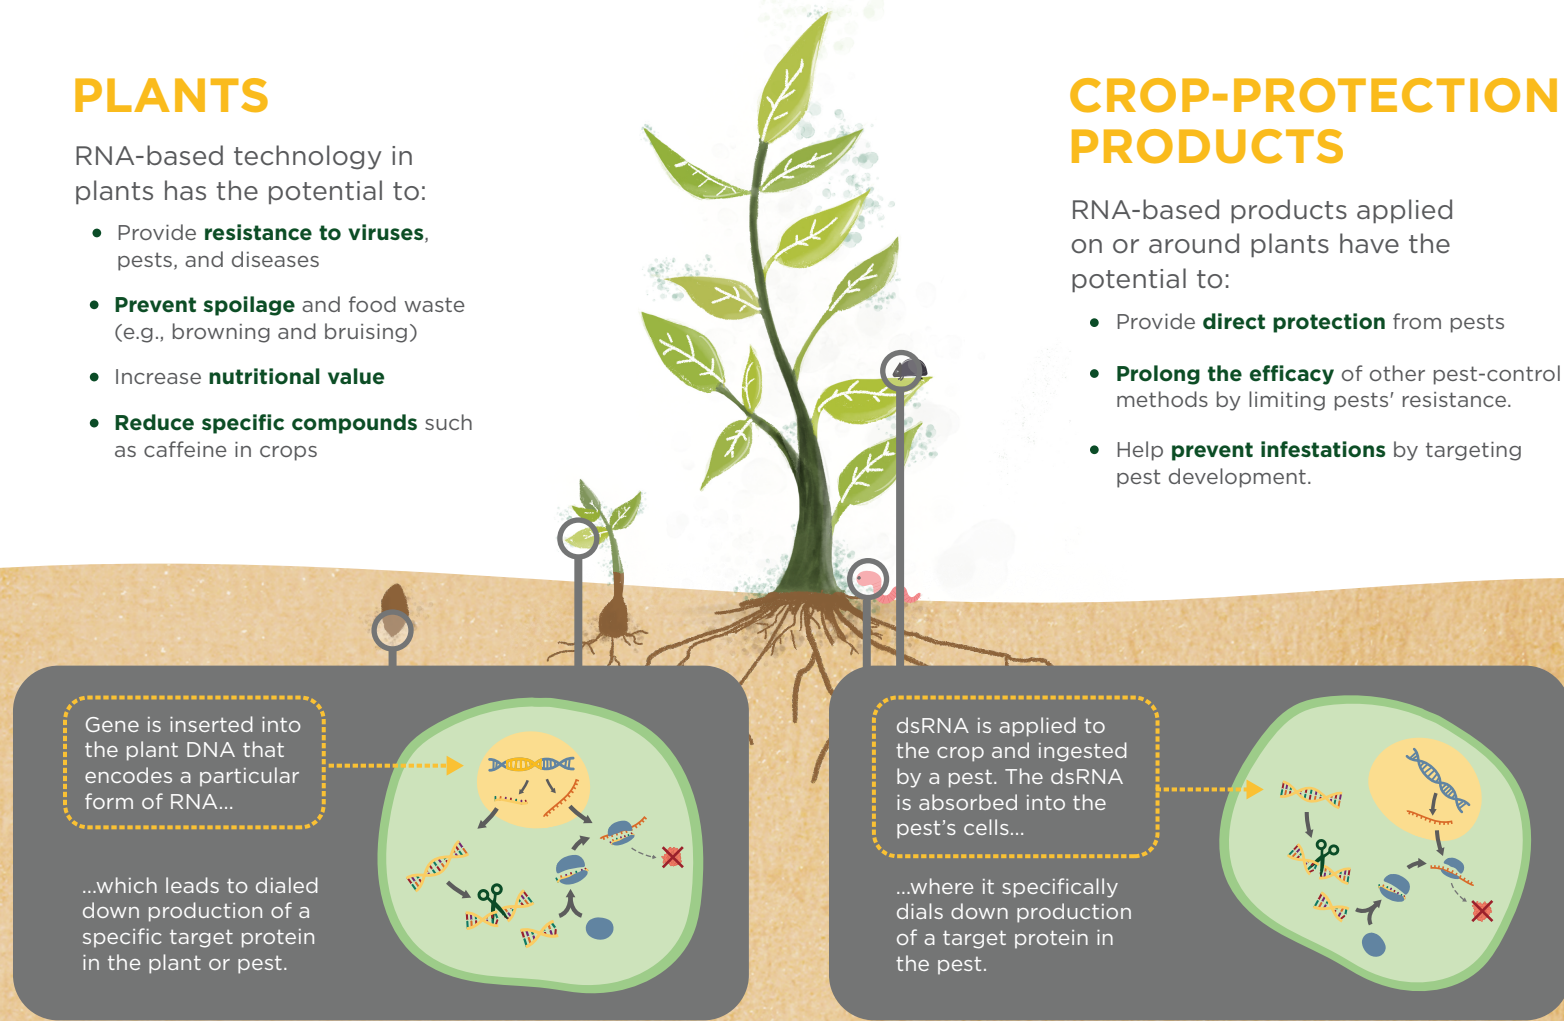 PLANTS
RNA-based technology in
plants has the potential to:
• Provide resistance to viruses,
pests, and diseases
• Prevent spoilage and food waste
(e.g., browning and bruising)
• Increase nutritional value
• Reduce specific compounds such
as caffeine in crops
CROP-PROTECTION
PRODUCTS
RNA-based products applied
on or around plants have the
potential to:
• Provide direct protection from pests
• Prolong the efficacy of other pest-control
methods by limiting pests' resistance.
• Help prevent infestations by targeting
pest development.
Gene is inserted into
the plant DNA that
encodes a particular
form of RNA...
...which leads to dialed
down production of a
specific target protein
in the plant or pest.
dsRNA is applied to
the crop and ingested
by a pest. The dsRNA
is absorbed into the
pest’s cells...
...where it specifically
dials down production
of a target protein in
the pest.